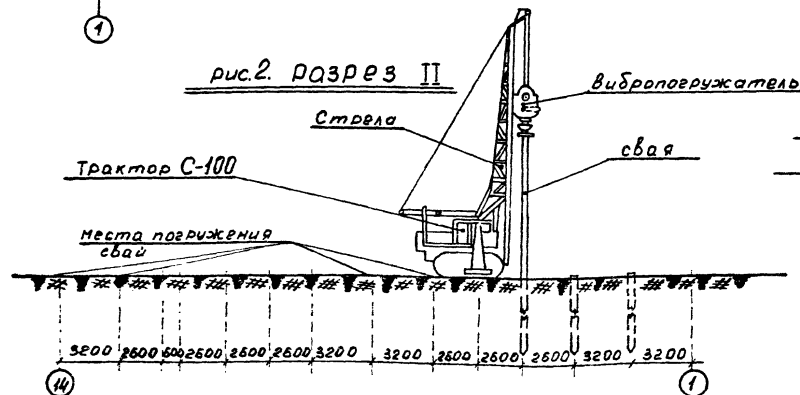 1
рис.2. Разрез II
вибропогружатель
Стрела
свая
Трактор С-100
места погружения
свай
3200 2600 600 2600 2600 2600 3200 3200 2600 2600 2600 3200 3200
14 1